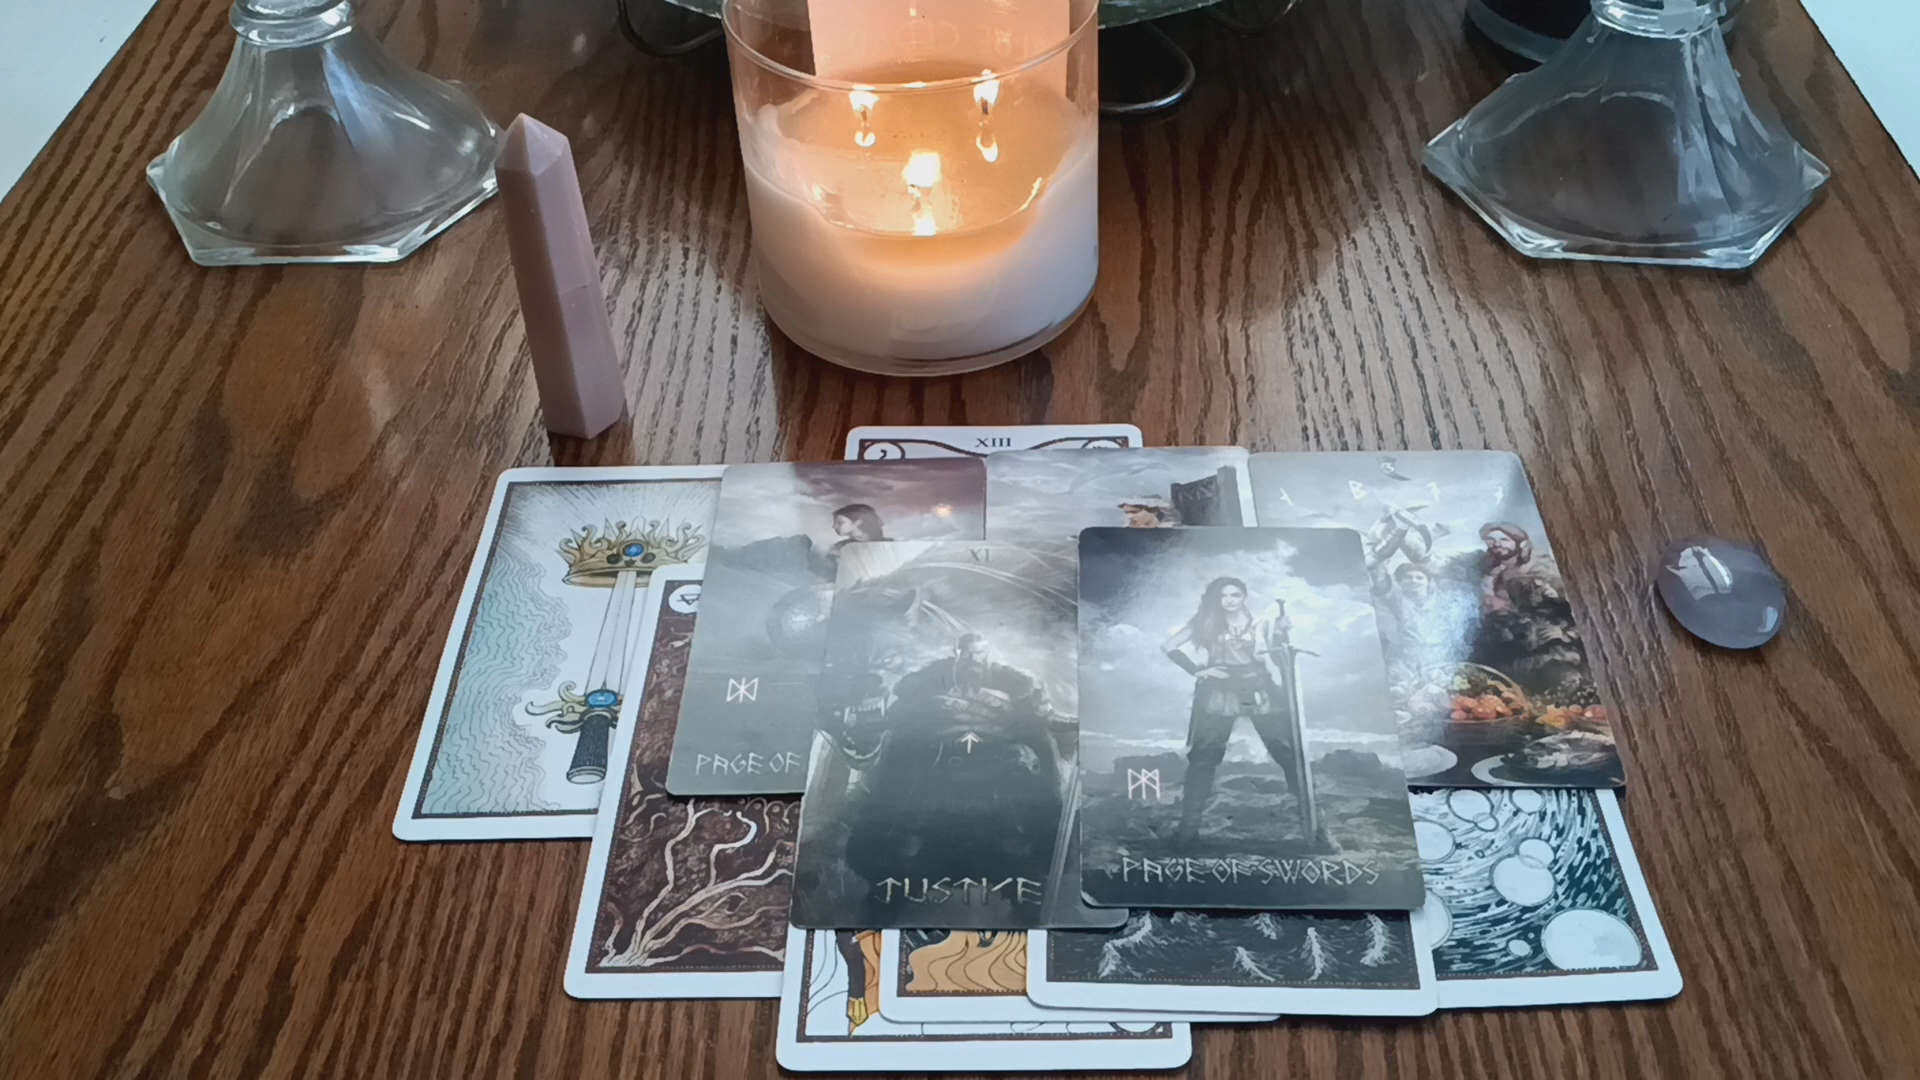 XIII
XI
PAGE OF
JUSTICE
PAGE OF SWORDS